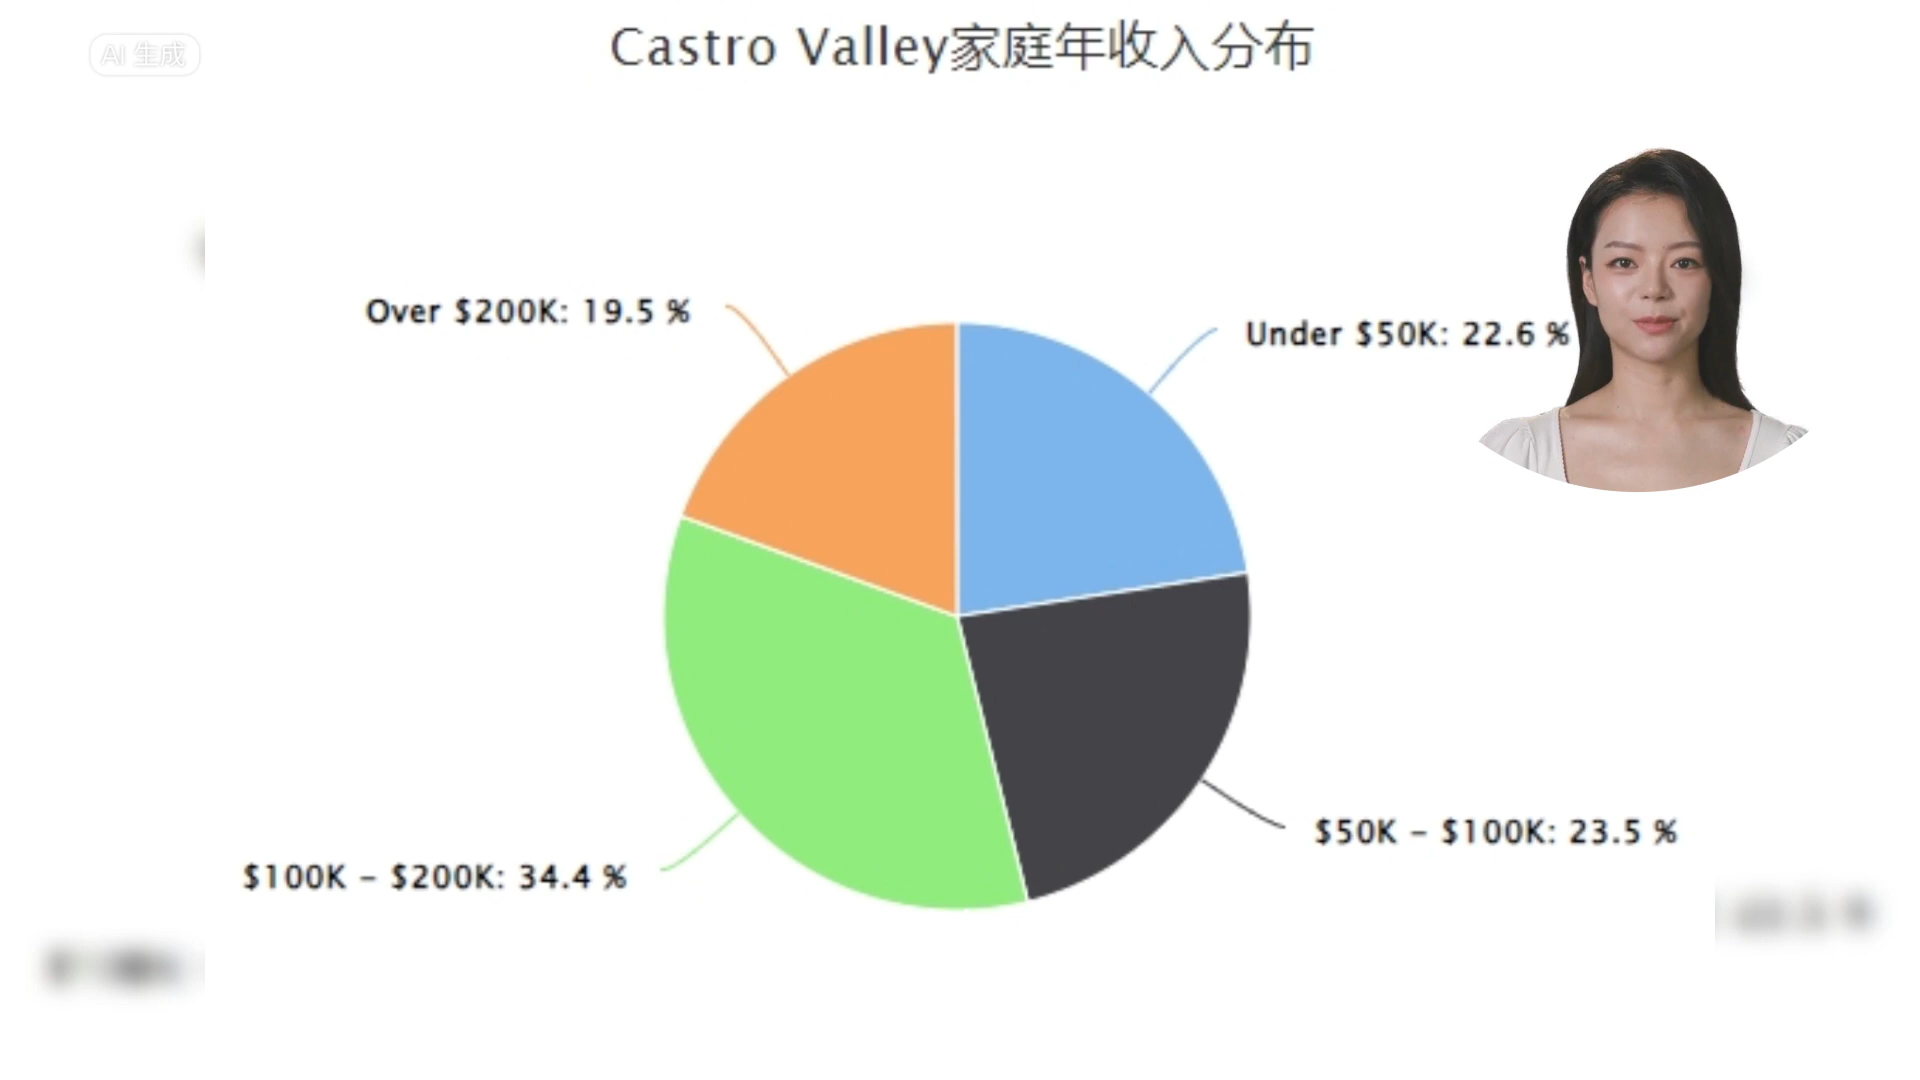 AI 生成
Castro Valley家庭年收入分布
Over $200K: 19.5 %
Under $50K: 22.6 %
$50K – $100K: 23.5 %
$100K – $200K: 34.4 %